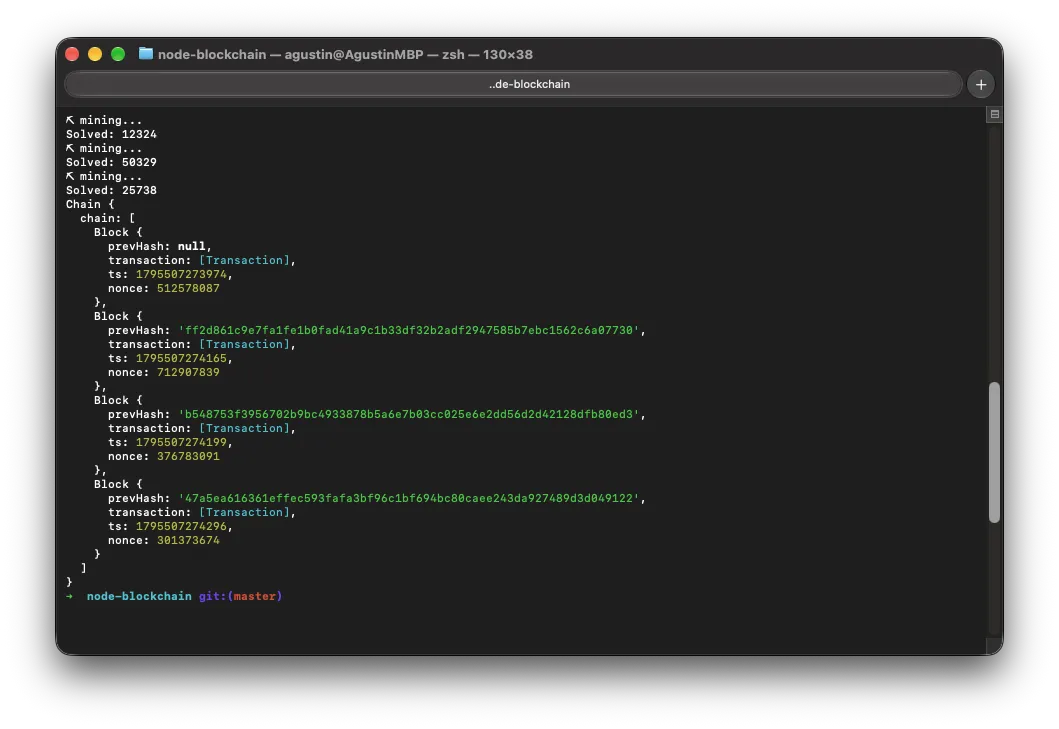 node-blockchain — agustin@AgustinMBP — zsh — 130×38
..de-blockchain
⛏ mining...
Solved: 12324
⛏ mining...
Solved: 50329
⛏ mining...
Solved: 25738
Chain {
  chain: [
    Block {
      prevHash: null,
      transaction: [Transaction],
      ts: 1795507273974,
      nonce: 512578087
    },
    Block {
      prevHash: 'ff2d861c9e7fa1fe1b0fad41a9c1b33df32b2adf2947585b7ebc1562c6a07730',
      transaction: [Transaction],
      ts: 1795507274165,
      nonce: 712907839
    },
    Block {
      prevHash: 'b548753f3956702b9bc4933878b5a6e7b03cc025e6e2dd56d2d42128dfb80ed3',
      transaction: [Transaction],
      ts: 1795507274199,
      nonce: 376783091
    },
    Block {
      prevHash: '47a5ea616361effec593fafa3bf96c1bf694bc80caee243da927489d3d049122',
      transaction: [Transaction],
      ts: 1795507274296,
      nonce: 301373674
    }
  ]
}
➜  node-blockchain git:(master)